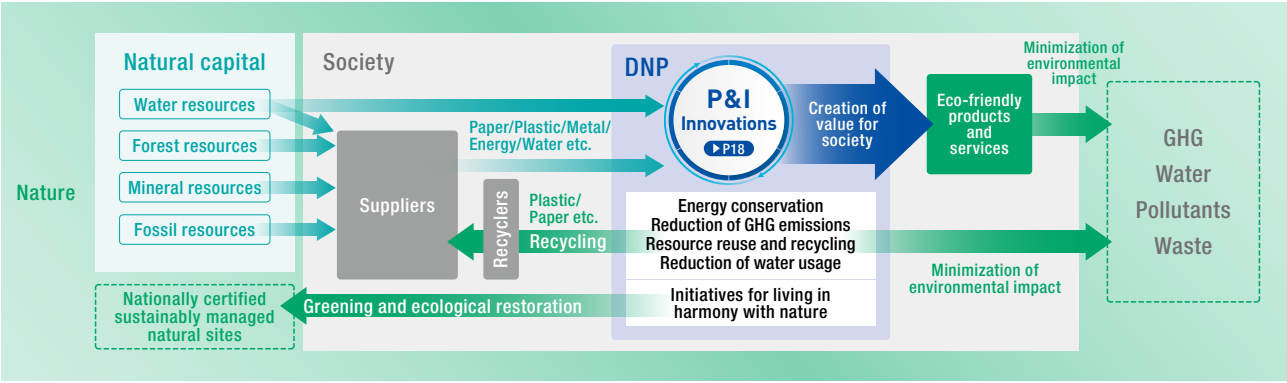 Nature
Natural capital
Water resources
Forest resources
Mineral resources
Fossil resources
Nationally certified
sustainably managed
natural sites
Society
Suppliers
Paper/Plastic/Metal/
Energy/Water etc.
Recyclers
Plastic/
Paper etc.
Recycling
Greening and ecological restoration
DNP
P&I
Innovations
▶P18
Energy conservation
Reduction of GHG emissions
Resource reuse and recycling
Reduction of water usage
Initiatives for living in
harmony with nature
Creation of
value for
society
Eco-friendly
products
and
services
Minimization of
environmental
impact
Minimization of
environmental impact
GHG
Water
Pollutants
Waste